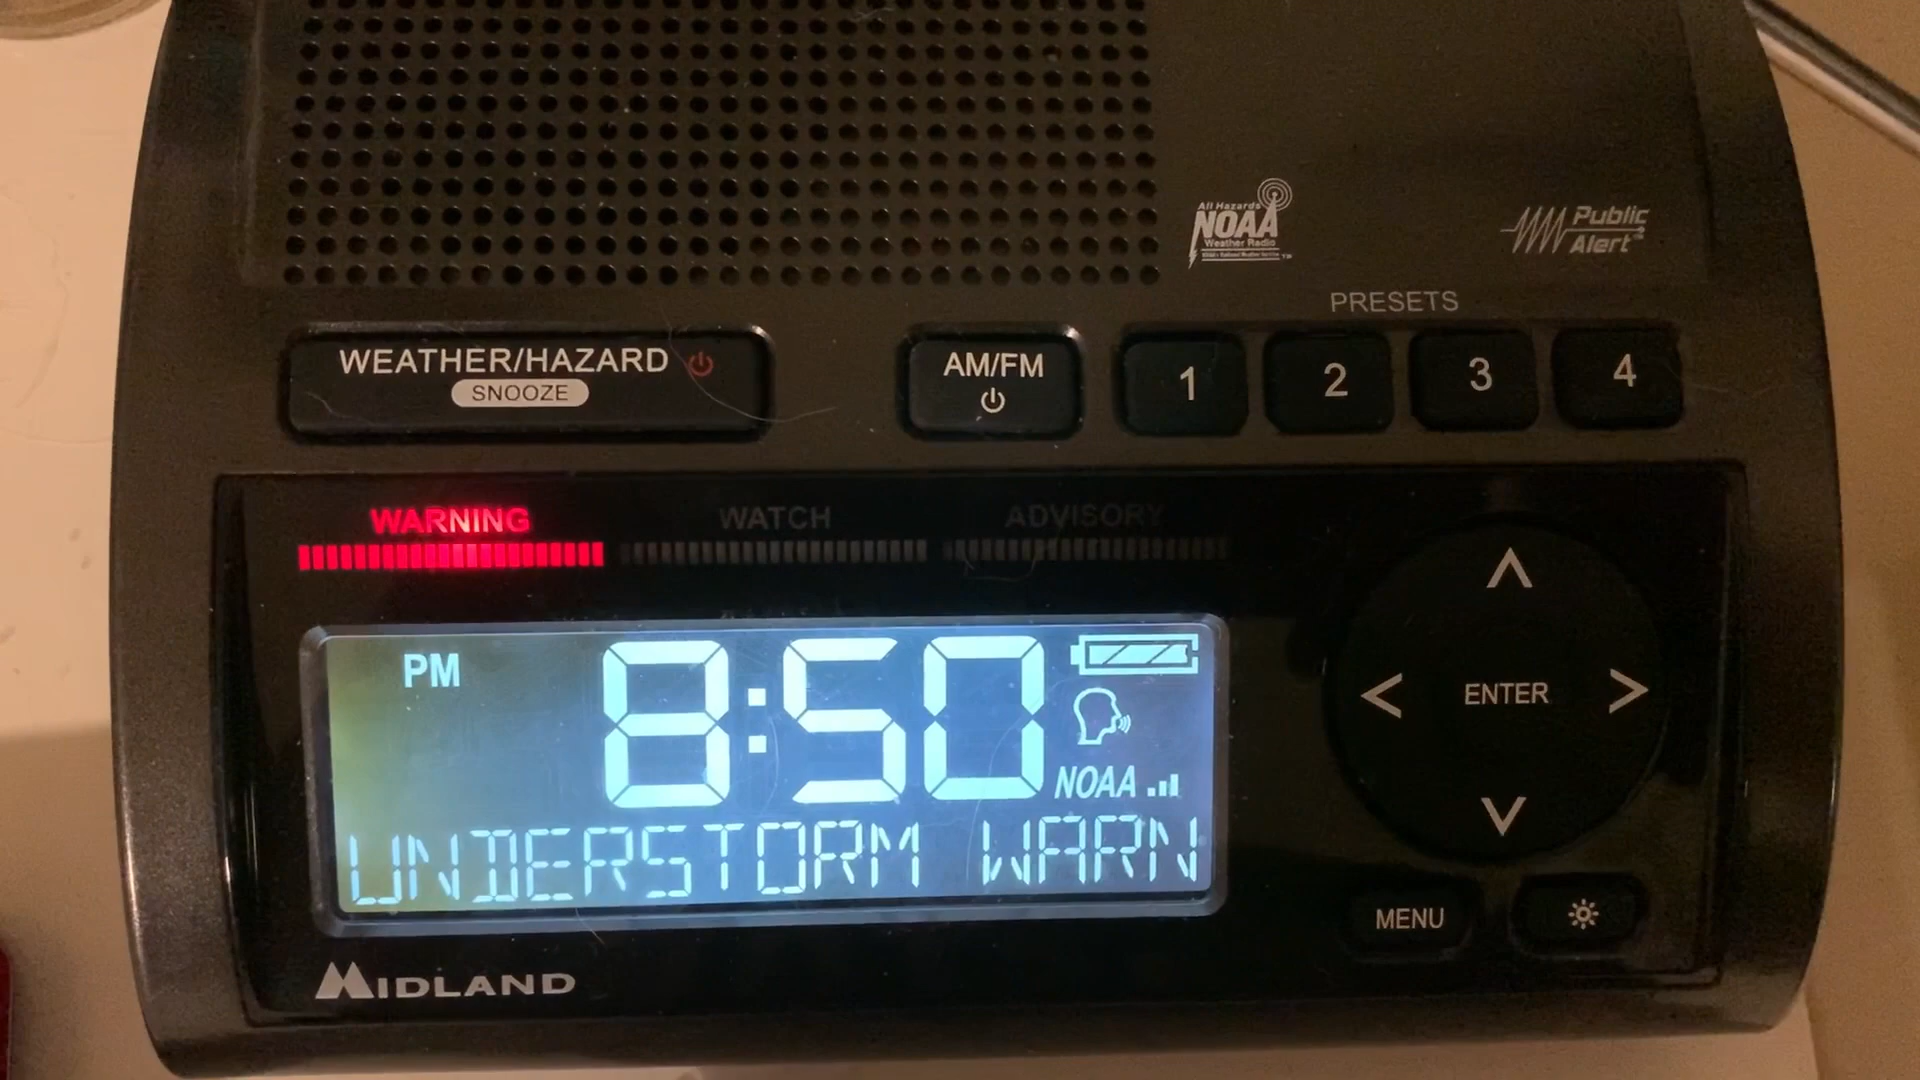 All Hazards
NOAA
Weather Radio
Public
Alert
PRESETS
WEATHER/HAZARD
SNOOZE
AM/FM
1 2 3 4
WARNING WATCH ADVISORY
PM 8:50
NOAA
UNDERSTORM WARN
ENTER
MENU
MIDLAND